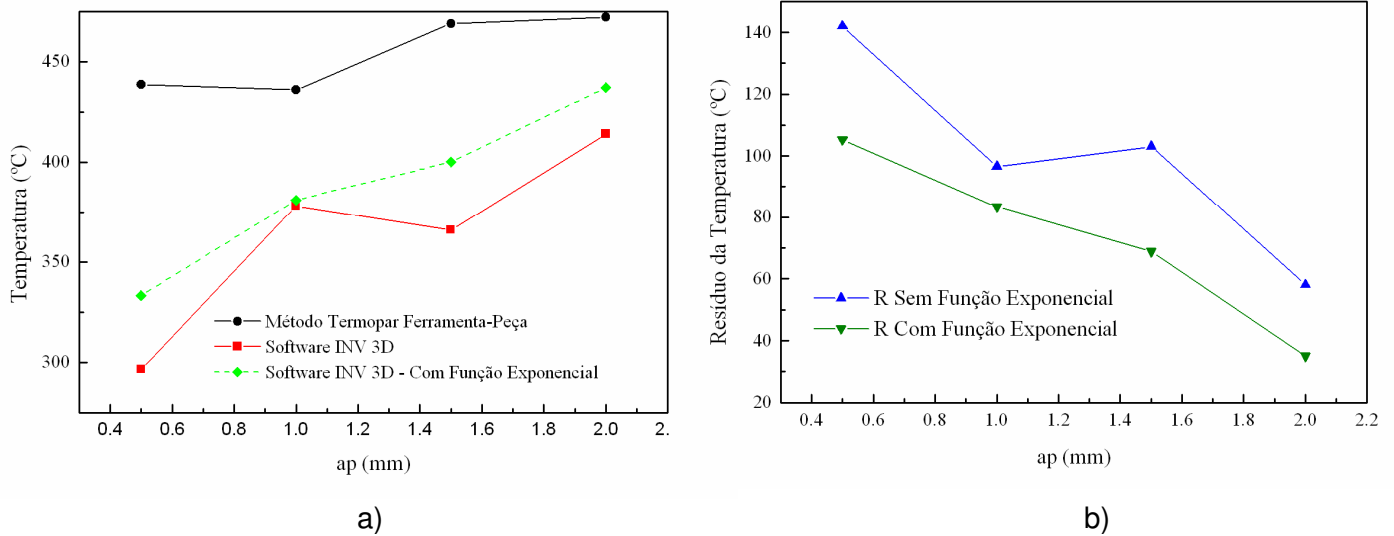 Temperatura (ºC)
450
400
350
300
Método Termopar Ferramenta-Peça
Software INV 3D
Software INV 3D - Com Função Exponencial
0.4 0.6 0.8 1.0 1.2 1.4 1.6 1.8 2.0 2.
ap (mm)
a)
Resíduo da Temperatura (ºC)
140
120
100
80
60
40
20
R Sem Função Exponencial
R Com Função Exponencial
0.4 0.6 0.8 1.0 1.2 1.4 1.6 1.8 2.0 2.2
ap (mm)
b)